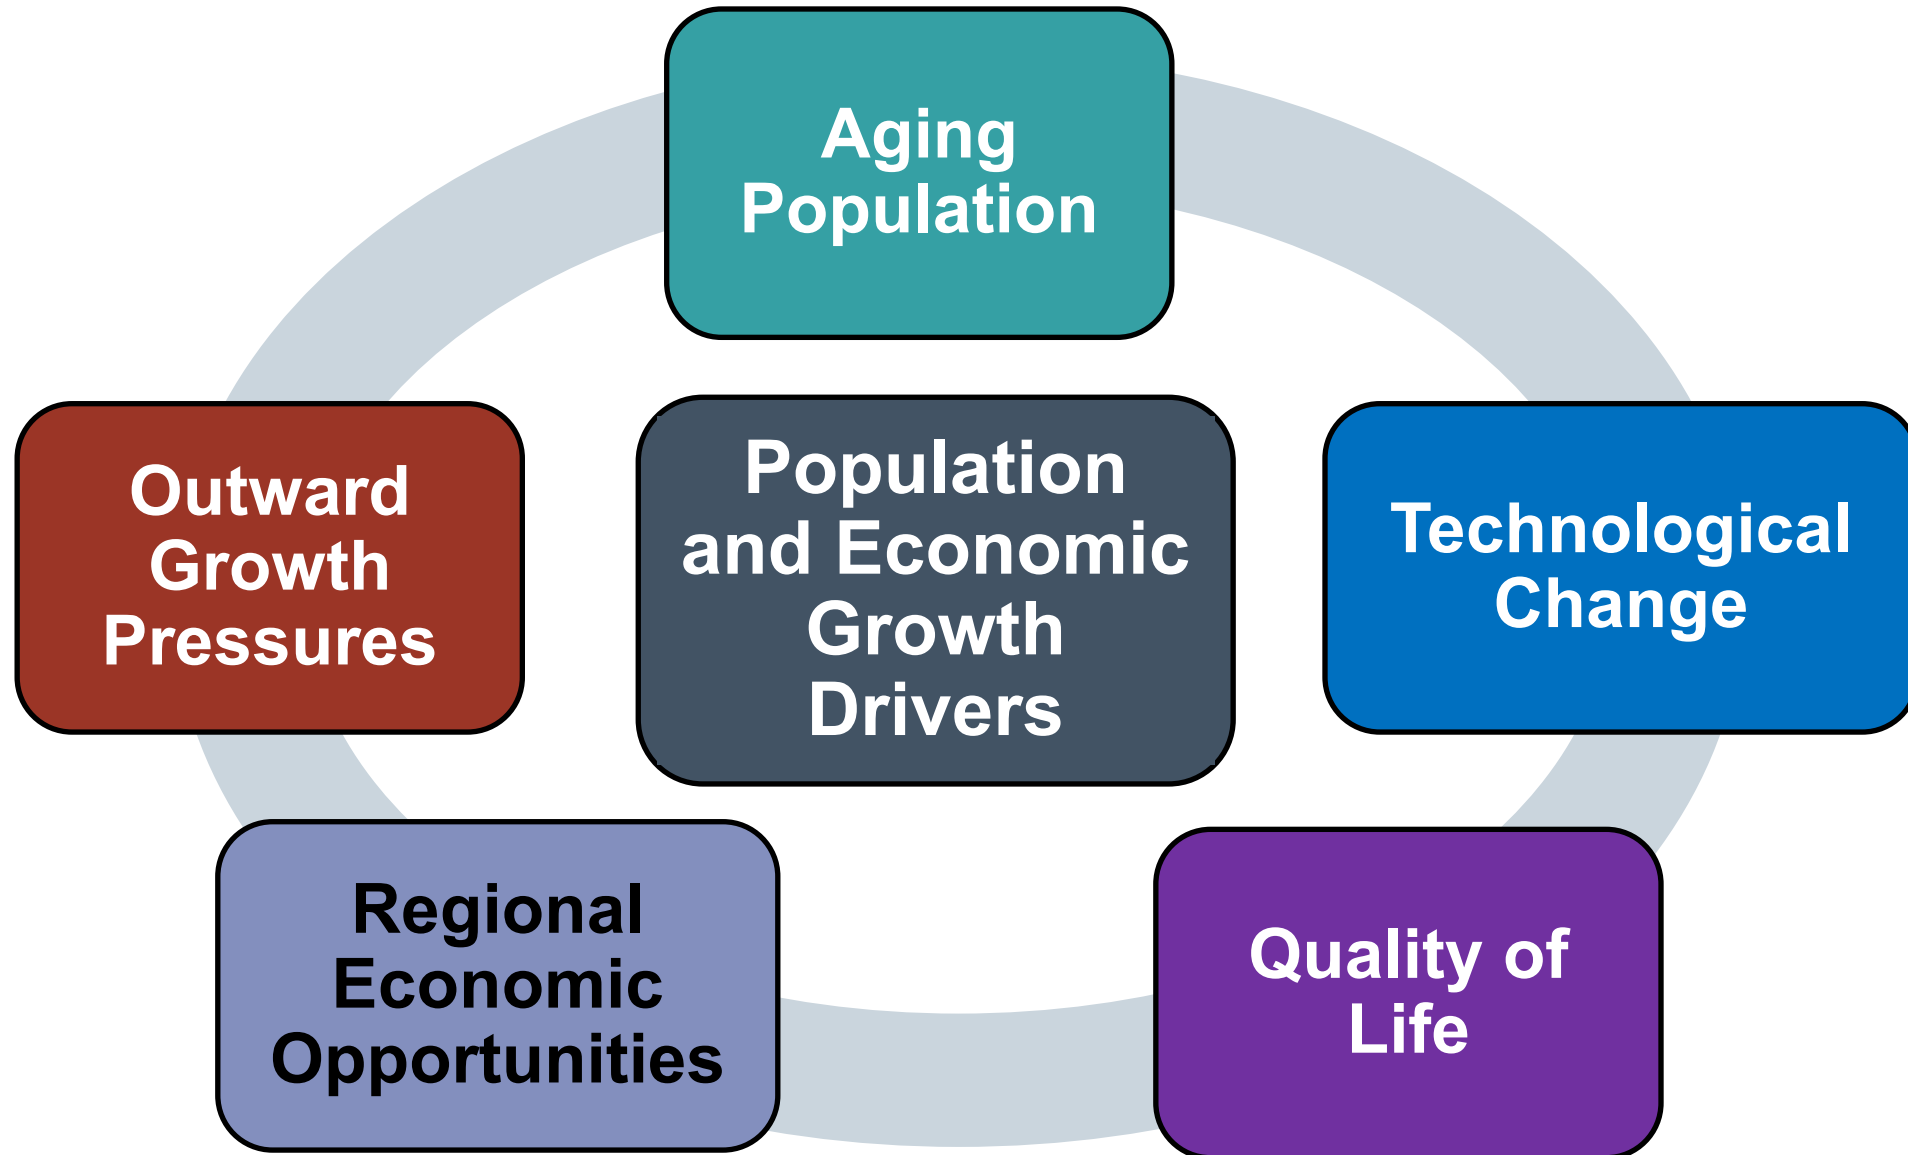 Aging
Population
Outward
Growth
Pressures
Population
and Economic
Growth
Drivers
Technological
Change
Regional
Economic
Opportunities
Quality of
Life